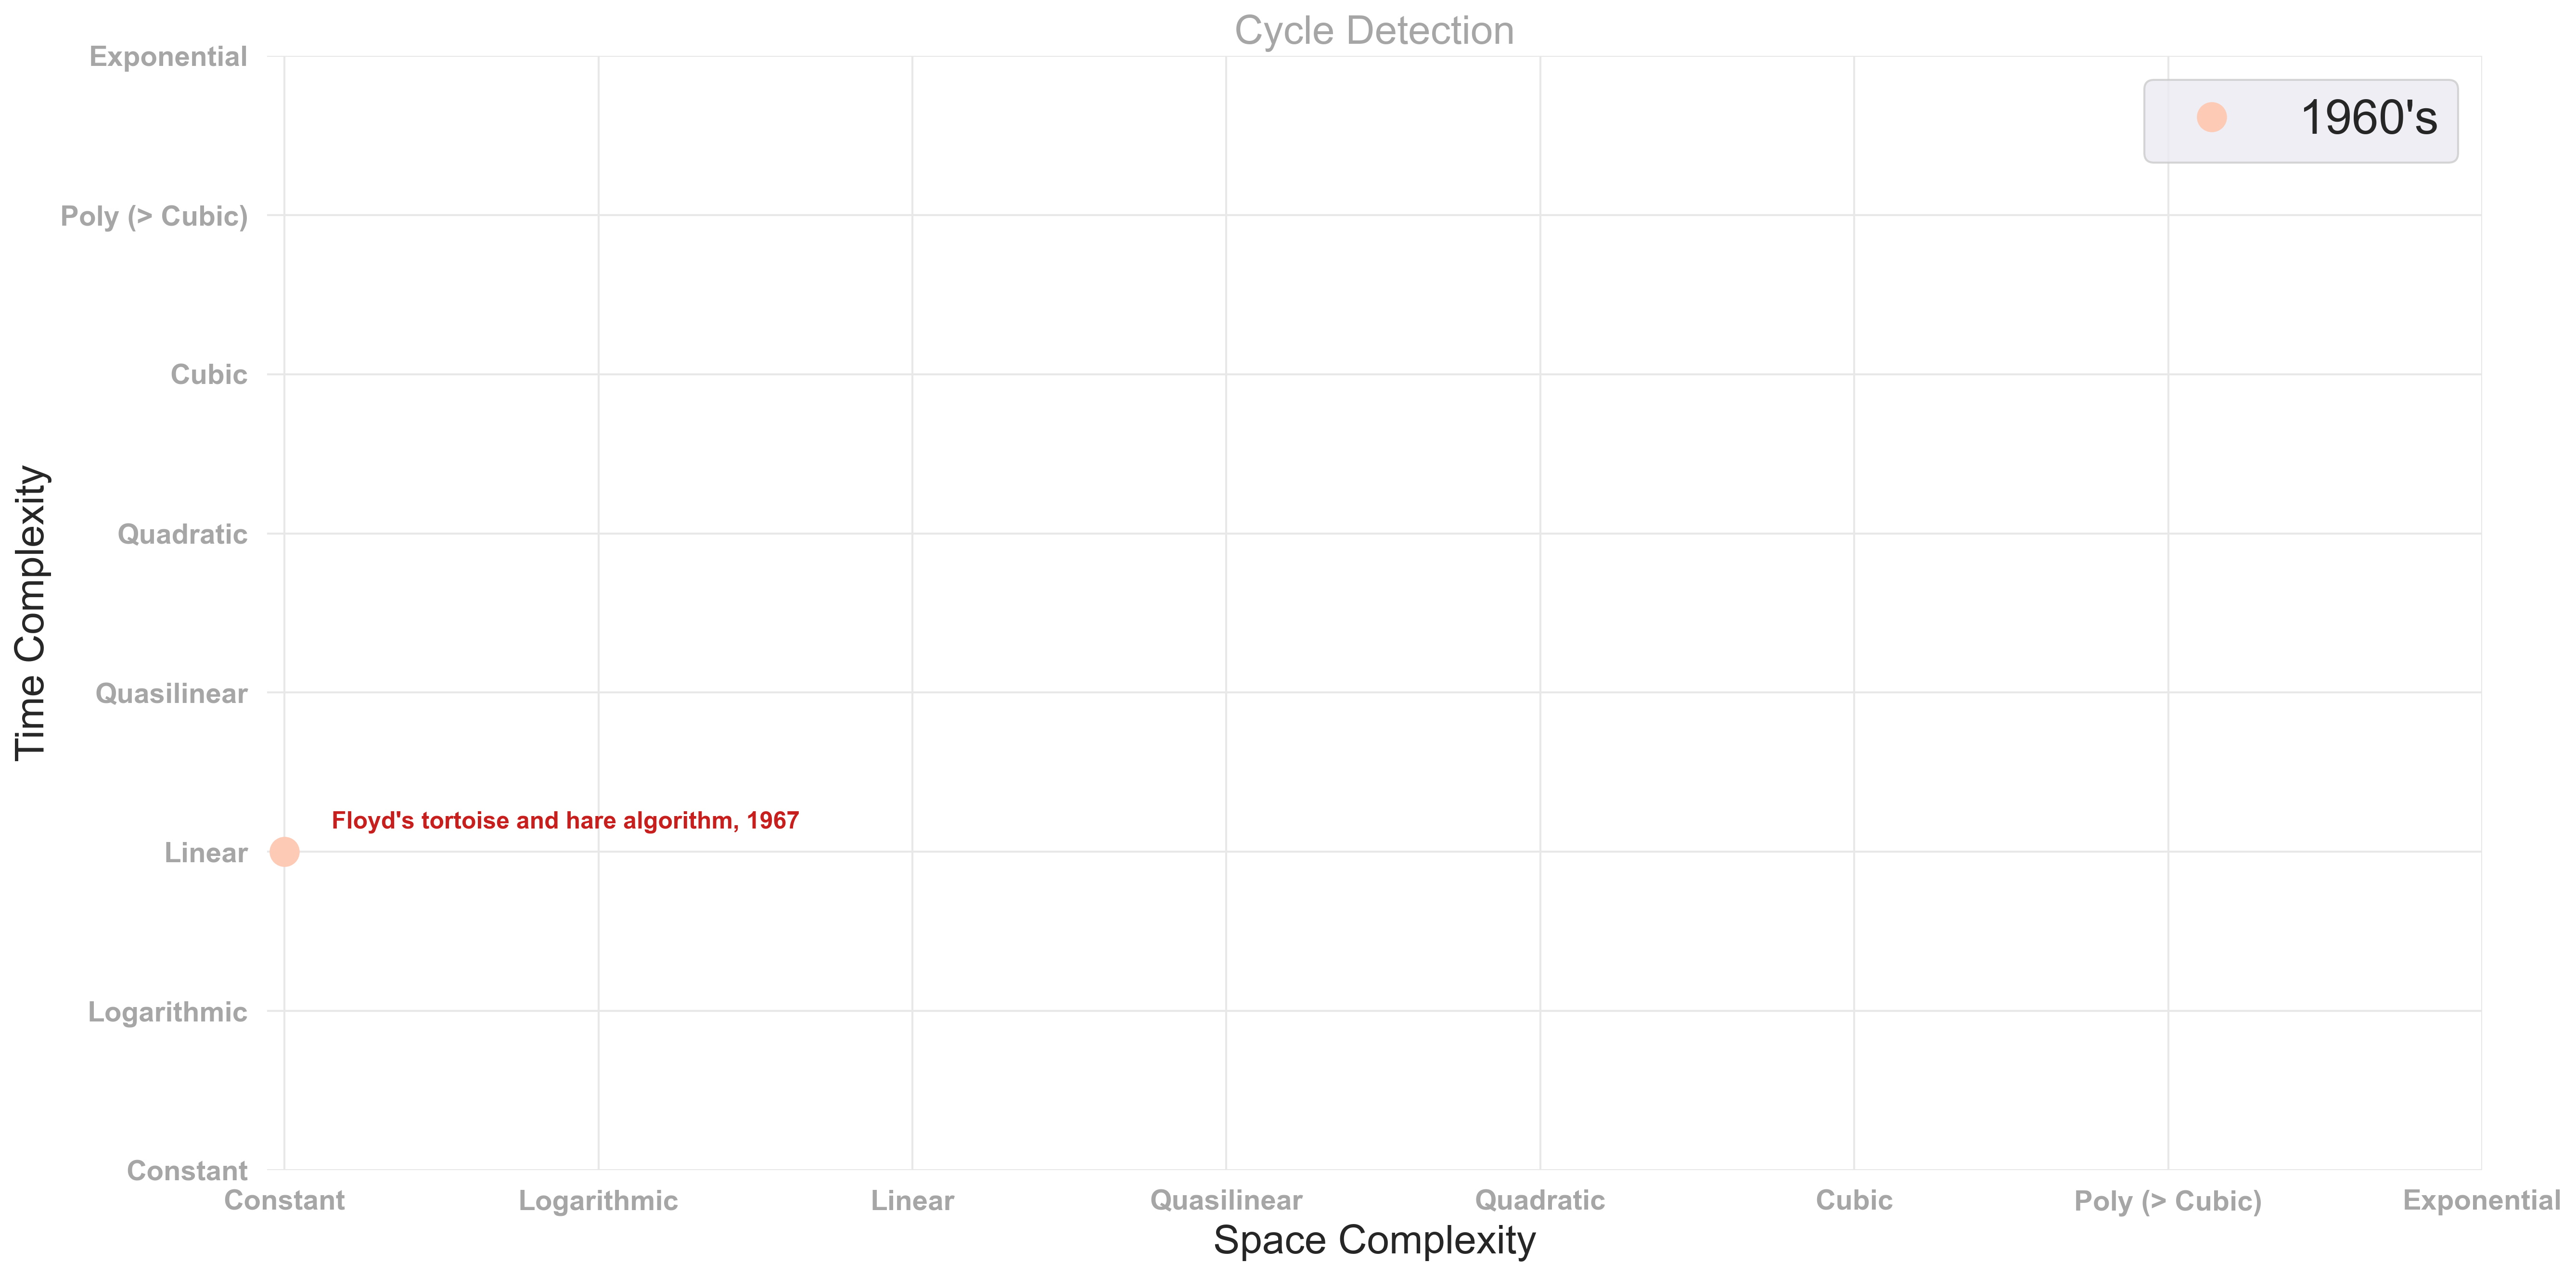 Cycle Detection
1960's
Exponential
Poly (> Cubic)
Cubic
Quadratic
Quasilinear
Linear
Logarithmic
Constant
Time Complexity
Floyd's tortoise and hare algorithm, 1967
Constant Logarithmic Linear Quasilinear Quadratic Cubic Poly (> Cubic) Exponential
Space Complexity